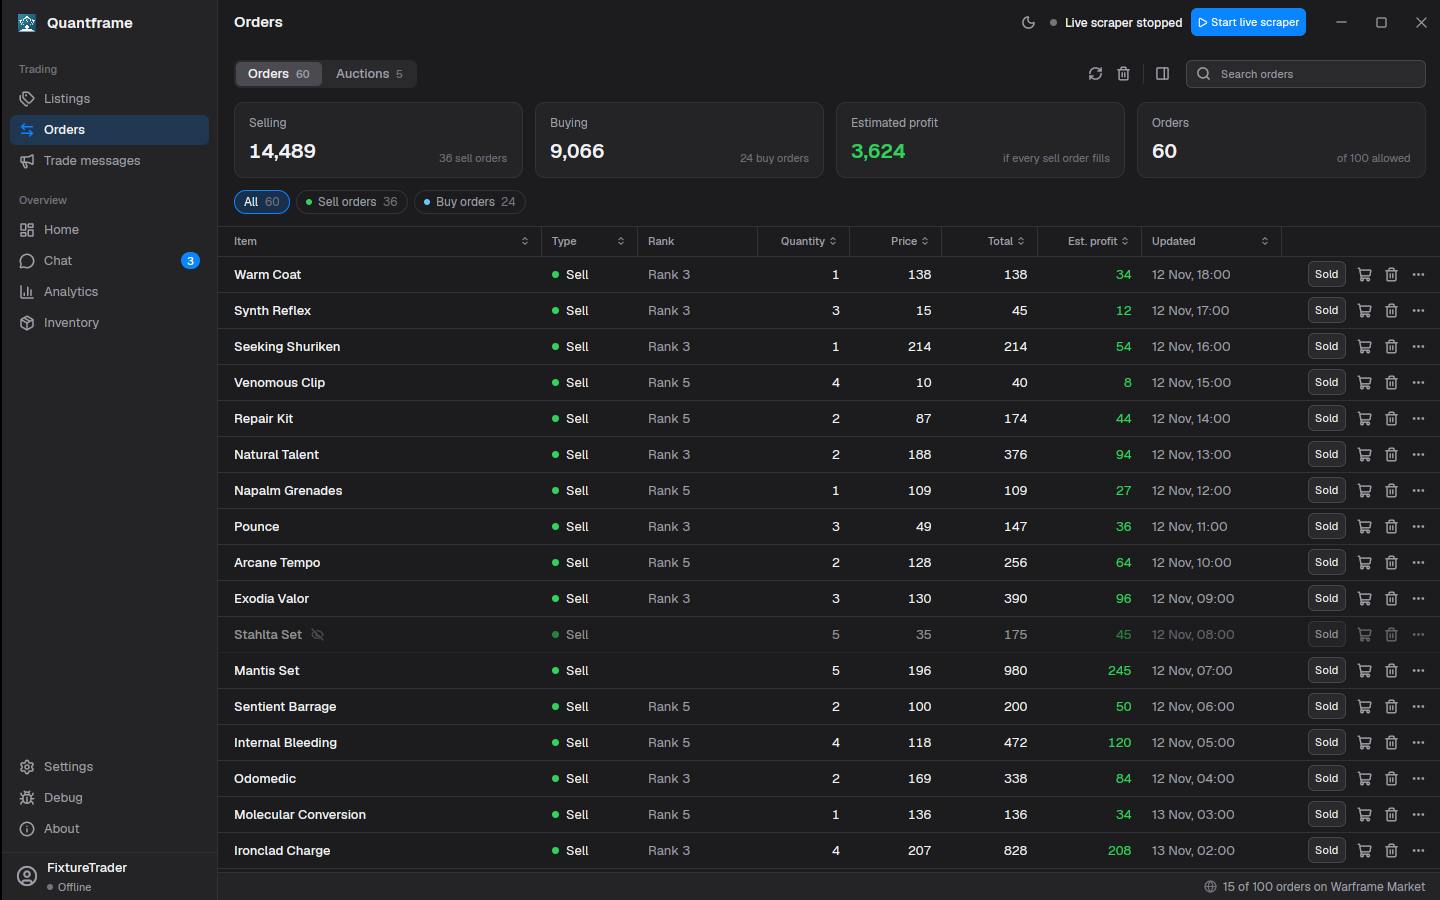 Quantframe
Orders
Live scraper stopped
Start live scraper
Trading
Listings
Orders
Trade messages
Overview
Home
Chat 3
Analytics
Inventory
Settings
Debug
About
FixtureTrader
Offline
Orders 60 Auctions 5
Search orders
Selling
14,489 36 sell orders
Buying
9,066 24 buy orders
Estimated profit
3,624 if every sell order fills
Orders
60 of 100 allowed
All 60 Sell orders 36 Buy orders 24
Item Type Rank Quantity Price Total Est. profit Updated
Warm Coat Sell Rank 3 1 138 138 34 12 Nov, 18:00 Sold
Synth Reflex Sell Rank 3 3 15 45 12 12 Nov, 17:00 Sold
Seeking Shuriken Sell Rank 3 1 214 214 54 12 Nov, 16:00 Sold
Venomous Clip Sell Rank 5 4 10 40 8 12 Nov, 15:00 Sold
Repair Kit Sell Rank 5 2 87 174 44 12 Nov, 14:00 Sold
Natural Talent Sell Rank 3 2 188 376 94 12 Nov, 13:00 Sold
Napalm Grenades Sell Rank 5 1 109 109 27 12 Nov, 12:00 Sold
Pounce Sell Rank 3 3 49 147 36 12 Nov, 11:00 Sold
Arcane Tempo Sell Rank 5 2 128 256 64 12 Nov, 10:00 Sold
Exodia Valor Sell Rank 3 3 130 390 96 12 Nov, 09:00 Sold
Stahlta Set Sell 5 35 175 45 12 Nov, 08:00 Sold
Mantis Set Sell 5 196 980 245 12 Nov, 07:00 Sold
Sentient Barrage Sell Rank 5 2 100 200 50 12 Nov, 06:00 Sold
Internal Bleeding Sell Rank 5 4 118 472 120 12 Nov, 05:00 Sold
Odomedic Sell Rank 3 2 169 338 84 12 Nov, 04:00 Sold
Molecular Conversion Sell Rank 5 1 136 136 34 13 Nov, 03:00 Sold
Ironclad Charge Sell Rank 3 4 207 828 208 13 Nov, 02:00 Sold
15 of 100 orders on Warframe Market